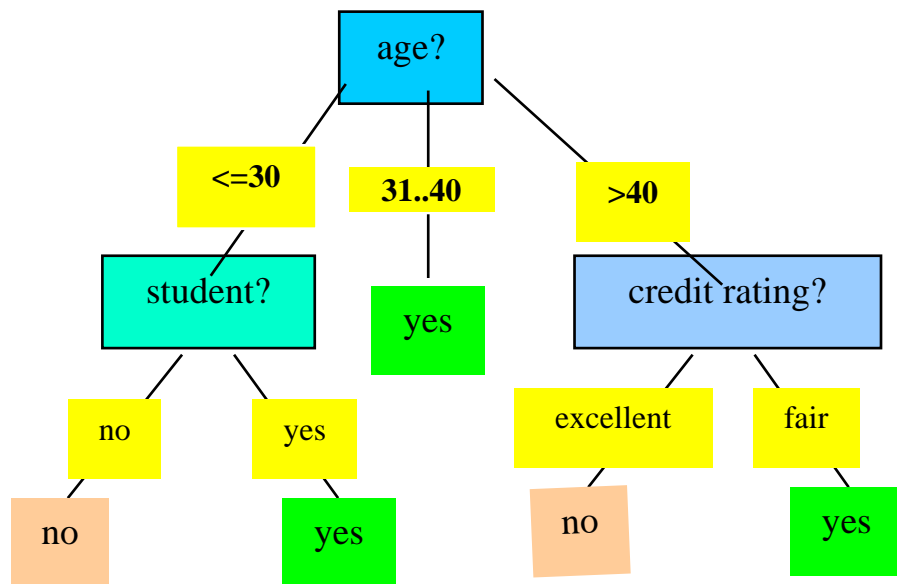 age?
<=30
31..40
>40
student?
yes
credit rating?
no
yes
excellent
fair
no
yes
no
yes